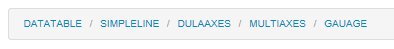 DATATABLE / SIMPLELINE / DULAAXES / MULTIAXES / GAUAGE